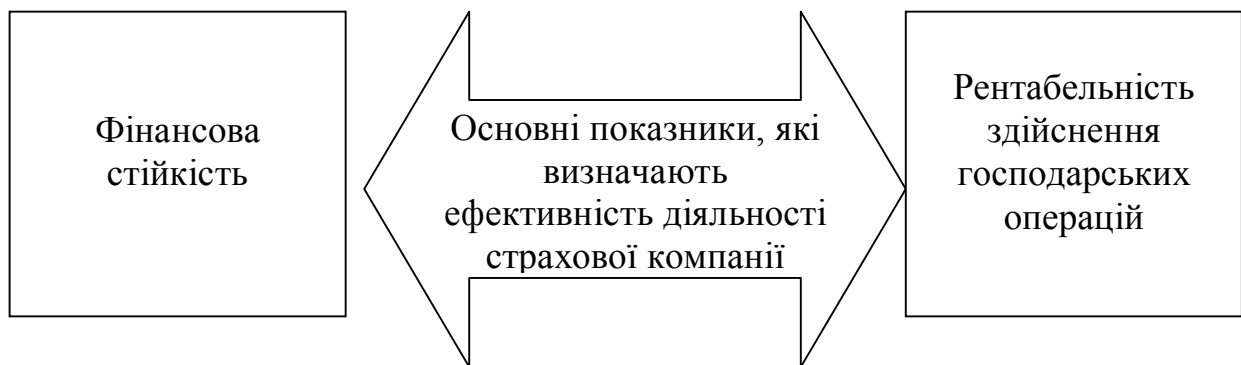 Фінансова
стійкість
Основні показники, які
визначають
ефективність діяльності
страхової компанії
Рентабельність
здійснення
господарських
операцій